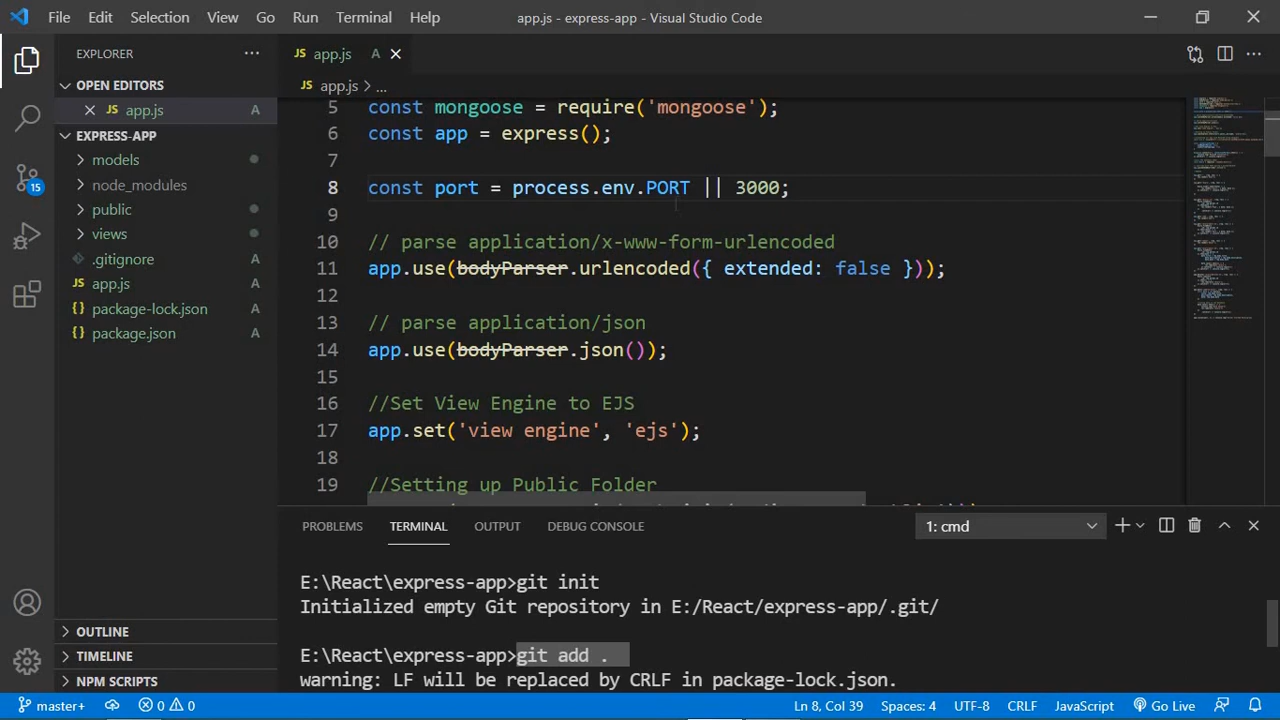 File Edit Selection View Go Run Terminal Help app.js - express-app - Visual Studio Code
EXPLORER
OPEN EDITORS
JS app.js A
EXPRESS-APP
models
node_modules
public
views
.gitignore A
JS app.js A
{} package-lock.json A
{} package.json A
OUTLINE
TIMELINE
NPM SCRIPTS
15
JS app.js A
JS app.js > ...
5 const mongoose = require('mongoose');
6 const app = express();
7
8 const port = process.env.PORT || 3000;
9
10 // parse application/x-www-form-urlencoded
11 app.use(bodyParser.urlencoded({ extended: false }));
12
13 // parse application/json
14 app.use(bodyParser.json());
15
16 //Set View Engine to EJS
17 app.set('view engine', 'ejs');
18
19 //Setting up Public Folder
PROBLEMS TERMINAL OUTPUT DEBUG CONSOLE 1: cmd
E:\React\express-app>git init
Initialized empty Git repository in E:/React/express-app/.git/
E:\React\express-app>git add .
warning: LF will be replaced by CRLF in package-lock.json.
master+ 0 0 Ln 8, Col 39 Spaces: 4 UTF-8 CRLF JavaScript Go Live